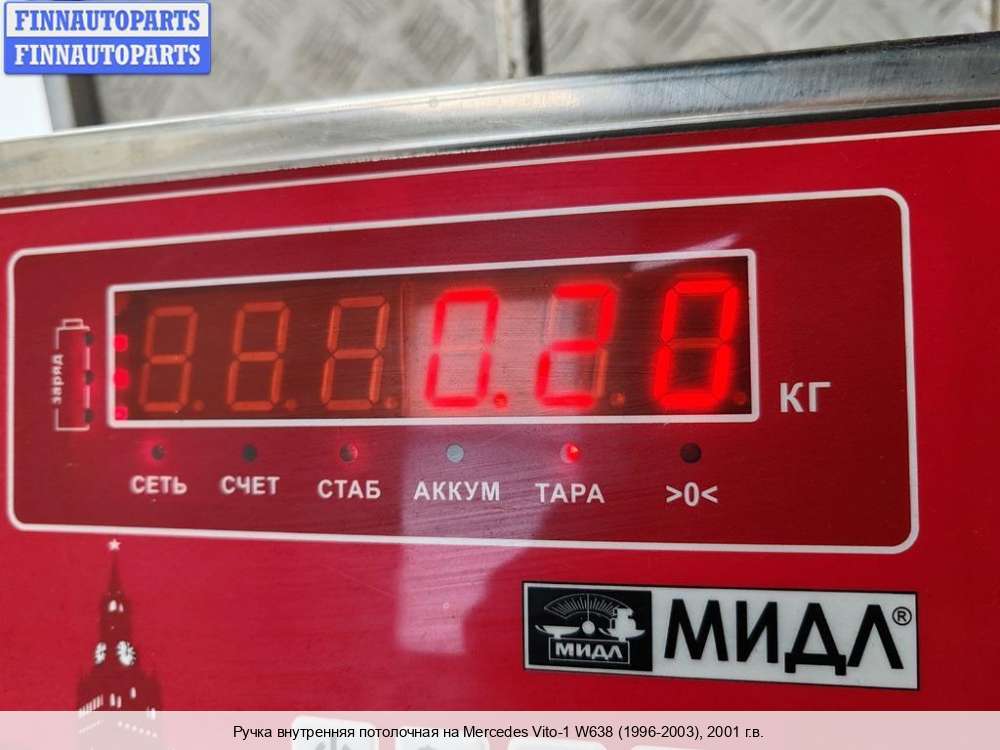 FINNAUTOPARTS
FINNAUTOPARTS
заряд
0.20
КГ
СЕТЬ СЧЕТ СТАБ АККУМ ТАРА >0<
МИДЛ МИДЛ®
Ручка внутренняя потолочная на Mercedes Vito-1 W638 (1996-2003), 2001 г.в.